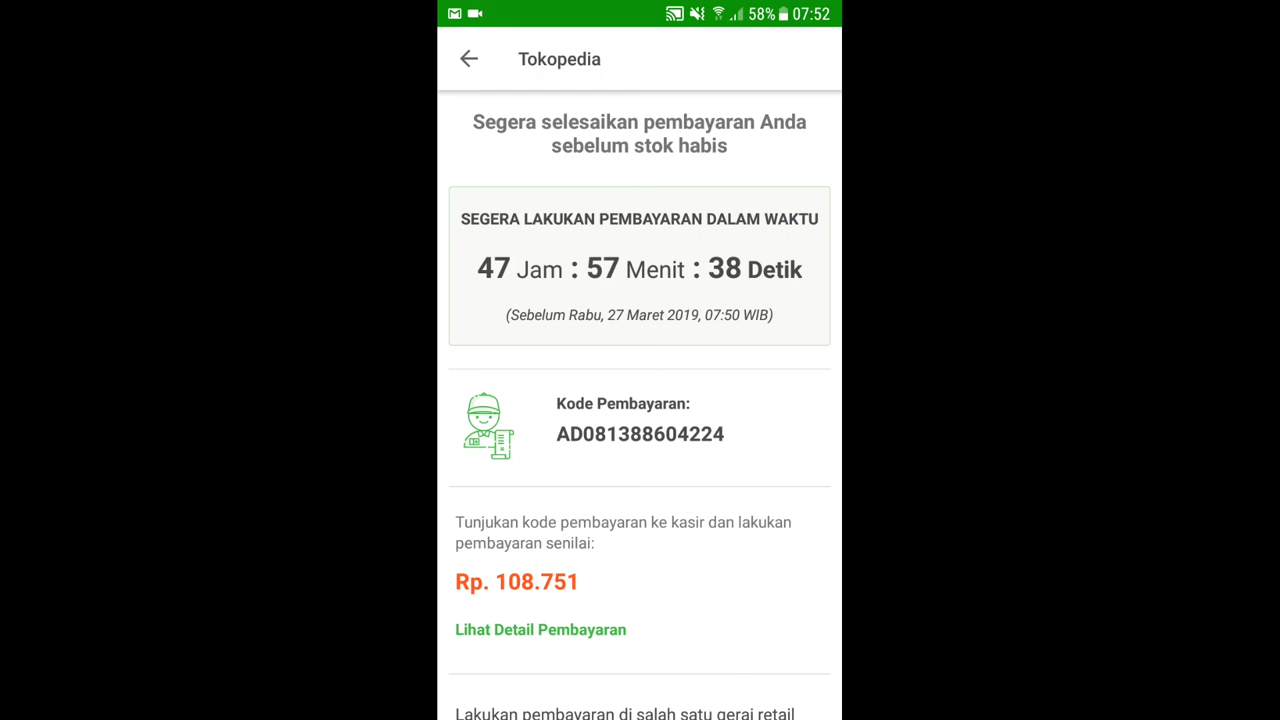 58% 07:52
Tokopedia
Segera selesaikan pembayaran Anda
sebelum stok habis
SEGERA LAKUKAN PEMBAYARAN DALAM WAKTU
47 Jam : 57 Menit : 38 Detik
(Sebelum Rabu, 27 Maret 2019, 07:50 WIB)
Kode Pembayaran:
AD081388604224
Tunjukan kode pembayaran ke kasir dan lakukan
pembayaran senilai:
Rp. 108.751
Lihat Detail Pembayaran
Lakukan pembayaran di salah satu gerai retail